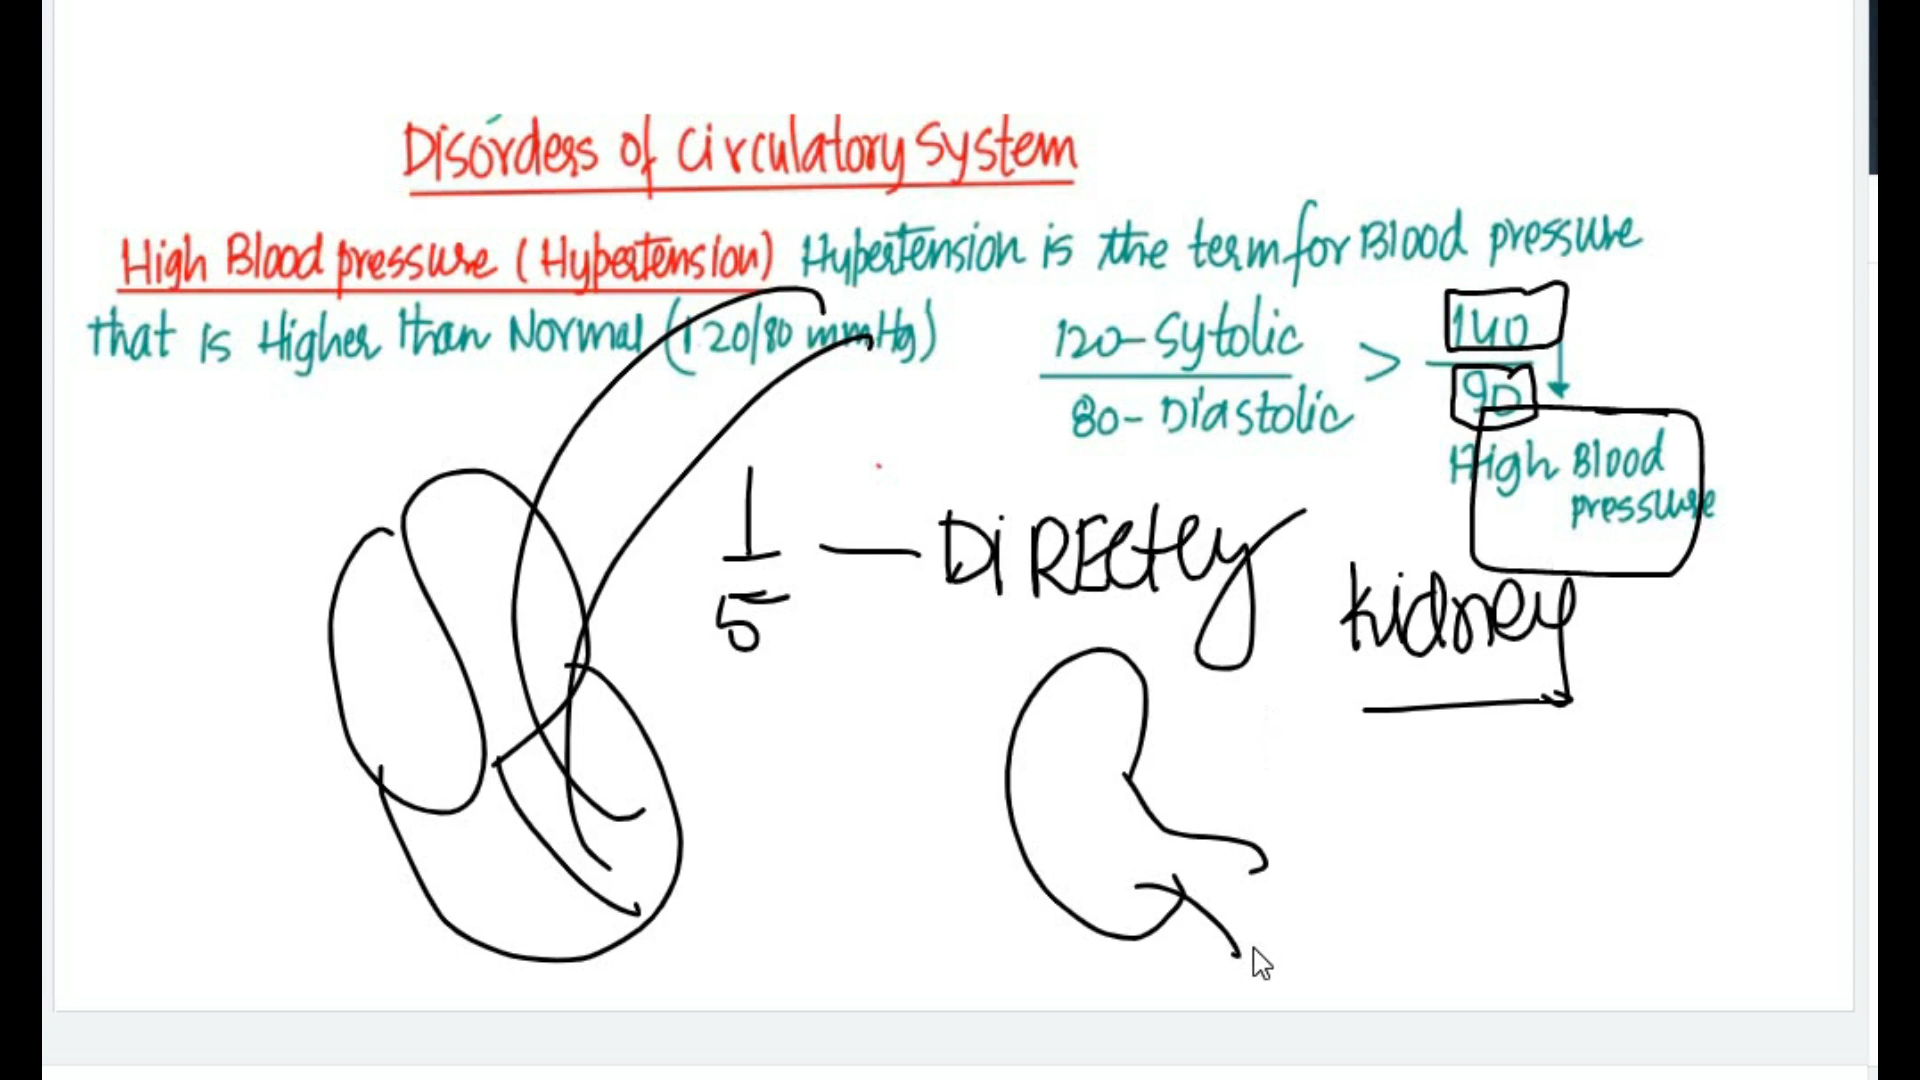 Disorders of Circulatory System
High Blood pressure (Hypertension) Hypertension is the term for Blood pressure
that is Higher than Normal (120/80 mmHg)
120-Sytolic > 140
80-Diastolic 90
High Blood
pressure
1
5 — DiRECtly
kidney